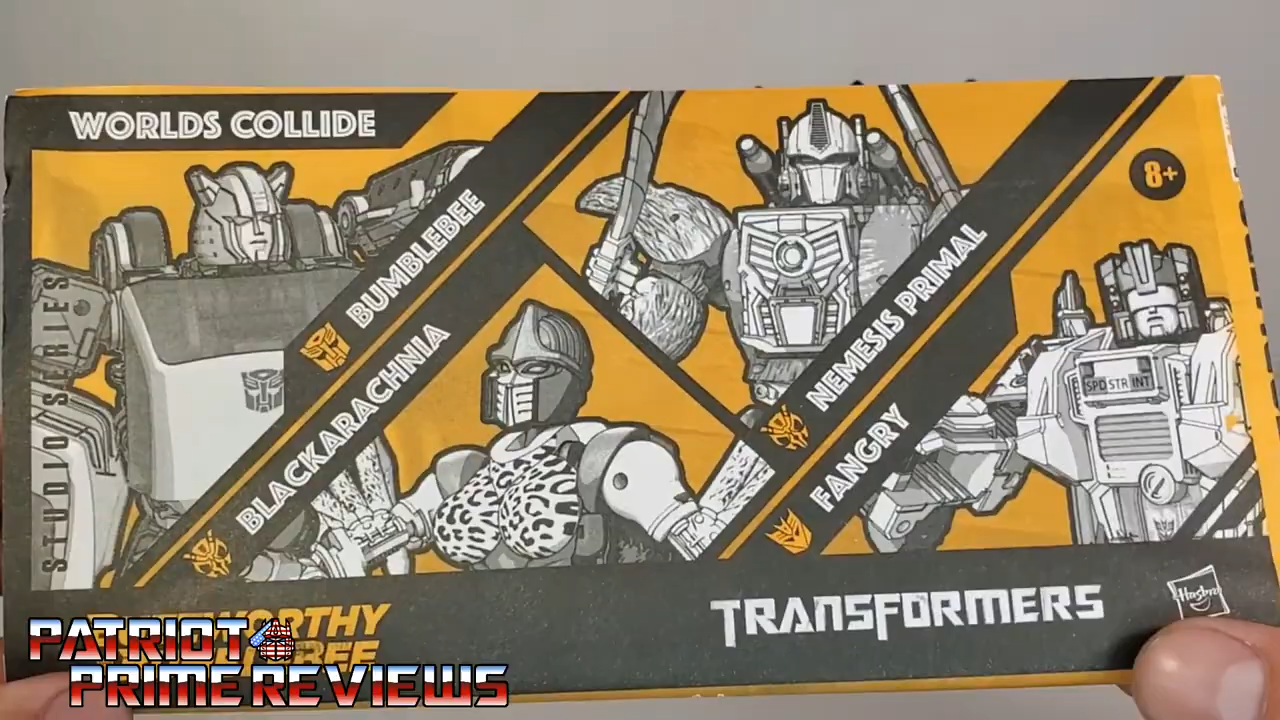 WORLDS COLLIDE
8+
STUDIO SERIES
BUMBLEBEE
BLACKARACHNIA
NEMESIS PRIMAL
FANGRY
SPD STR INT
TRANSFORMERS
Hasbro
PATRIOT
PRIME REVIEWS